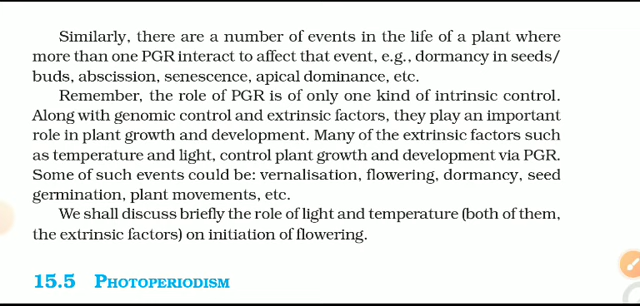 Similarly, there are a number of events in the life of a plant where
more than one PGR interact to affect that event, e.g., dormancy in seeds/
buds, abscission, senescence, apical dominance, etc.
Remember, the role of PGR is of only one kind of intrinsic control.
Along with genomic control and extrinsic factors, they play an important
role in plant growth and development. Many of the extrinsic factors such
as temperature and light, control plant growth and development via PGR.
Some of such events could be: vernalisation, flowering, dormancy, seed
germination, plant movements, etc.
We shall discuss briefly the role of light and temperature (both of them,
the extrinsic factors) on initiation of flowering.
15.5 PHOTOPERIODISM